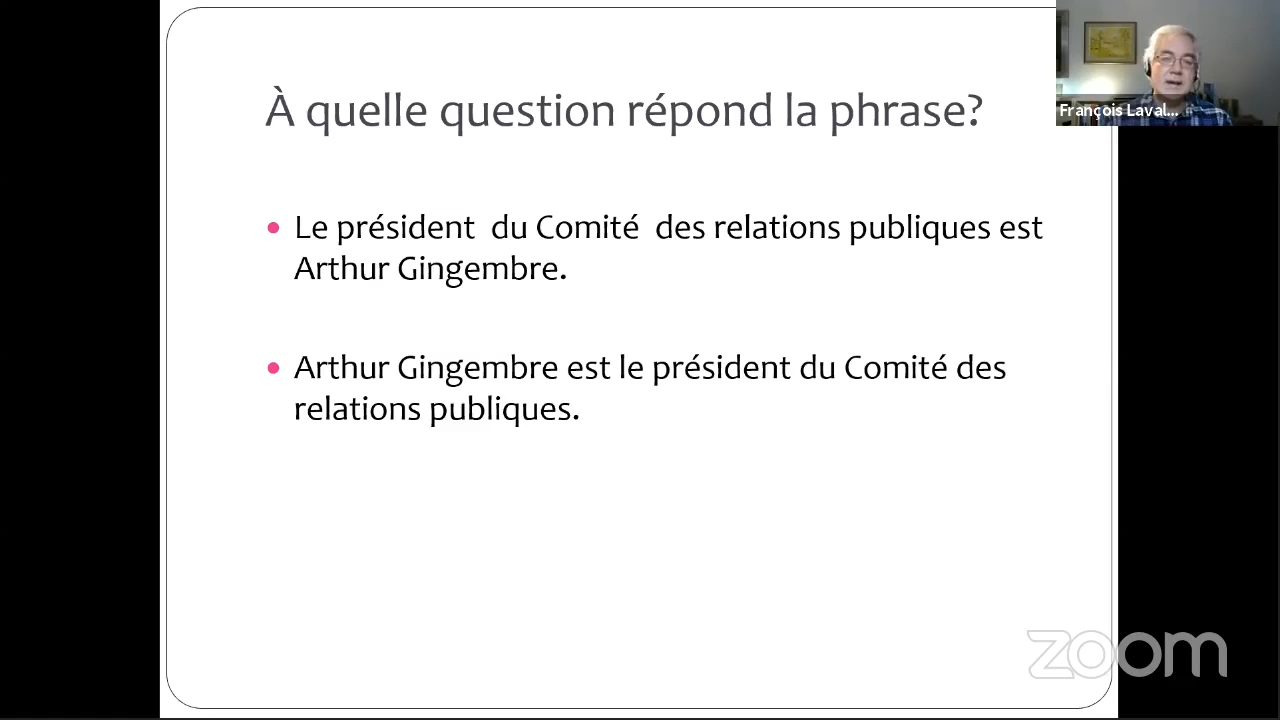 À quelle question répond la phrase?
François Laval...
• Le président du Comité des relations publiques est
Arthur Gingembre.
• Arthur Gingembre est le président du Comité des
relations publiques.
zoom